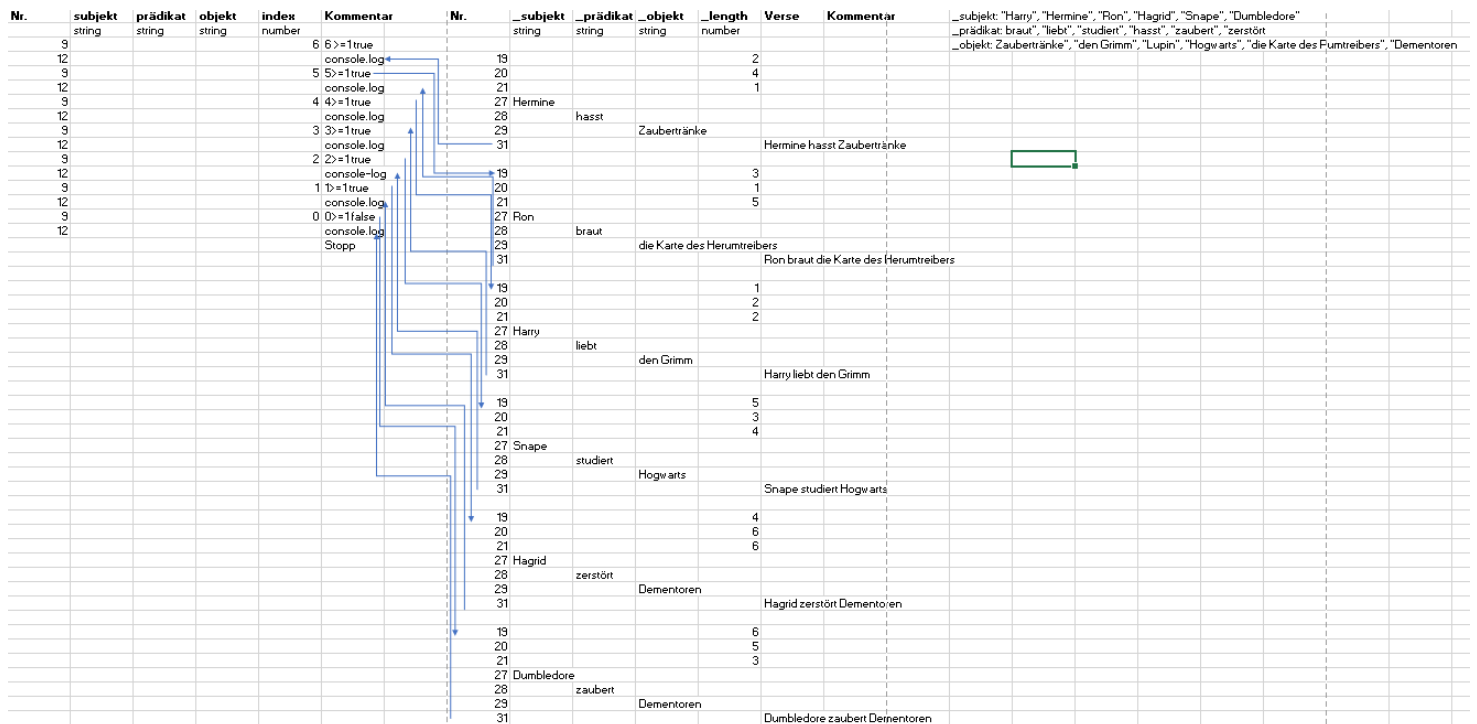 Nr. subjekt prädikat objekt index Kommentar Nr. _subjekt _prädikat _objekt _length Verse Kommentar _subjekt: "Harry", "Hermine", "Ron", "Hagrid", "Snape", "Dumbledore"
string string string number string string string number _prädikat: braut", "liebt", "studiert", "hasst", "zaubert", "zerstört
9 6 6 >=1 true _objekt: Zaubertränke", "den Grimm", "Lupin", "Hogwarts", "die Karte des Rumtreibers", "Dementoren
12 console.log 19 2
9 5 5>=1 true 20 4
12 console.log 21 1
9 4 4>=1 true 27 Hermine
12 console.log 28 hasst
9 3 3>=1 true 29 Zaubertränke
12 console.log 31 Hermine hasst Zaubertränke
9 2 2>=1 true
12 console-log 19 3
9 1 1>=1 true 20 1
12 console.log 21 5
9 0 0>=1 false 27 Ron
12 console.log 28 braut
Stopp 29 die Karte des Herumtreibers
31 Ron braut die Karte des Herumtreibers
19 1
20 2
21 2
27 Harry
28 liebt
29 den Grimm
31 Harry liebt den Grimm
19 5
20 3
21 4
27 Snape
28 studiert
29 Hogwarts
31 Snape studiert Hogwarts
19 4
20 6
21 6
27 Hagrid
28 zerstört
29 Dementoren
31 Hagrid zerstört Dementoren
19 6
20 5
21 3
27 Dumbledore
28 zaubert
29 Dementoren
31 Dumbledore zaubert Dementoren